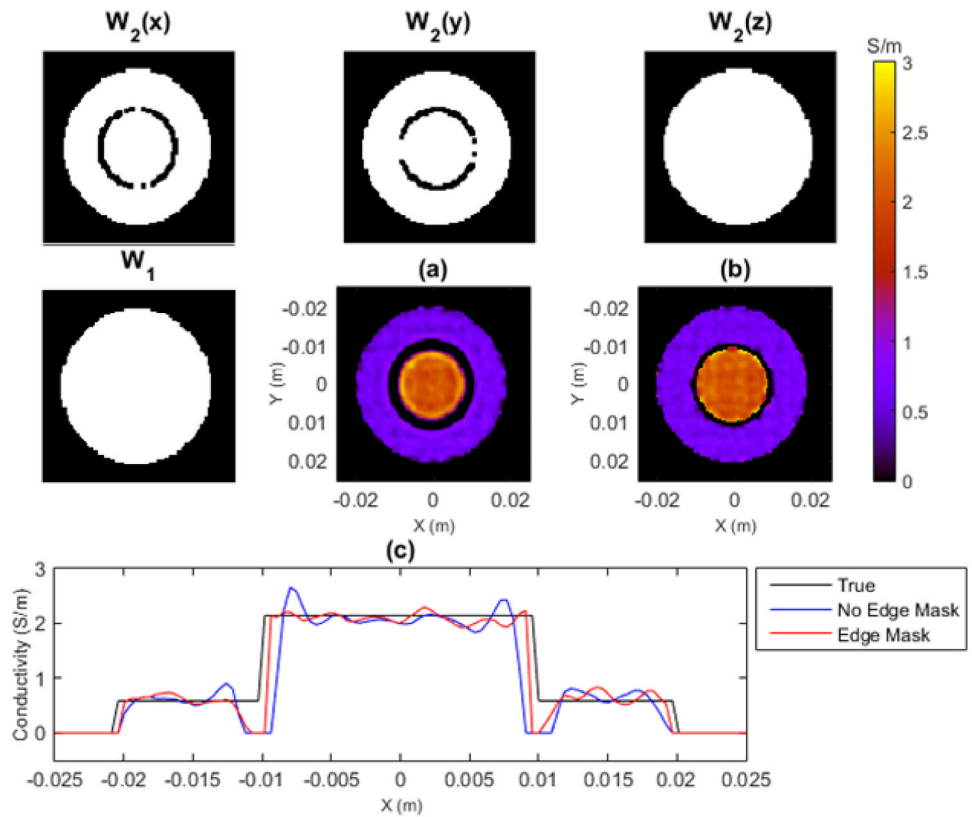 W₂(x)
W₂(y)
W₂(z)
S/m
3
2.5
2
1.5
1
0.5
0
W₁
(a)
(b)
-0.02
-0.01
0
0.01
0.02
Y (m)
-0.02
0
0.02
X (m)
-0.02
-0.01
0
0.01
0.02
Y (m)
-0.02
0
0.02
X (m)
(c)
3
2
1
0
Conductivity (S/m)
-0.025
-0.02
-0.015
-0.01
-0.005
0
0.005
0.01
0.015
0.02
0.025
X (m)
True
No Edge Mask
Edge Mask